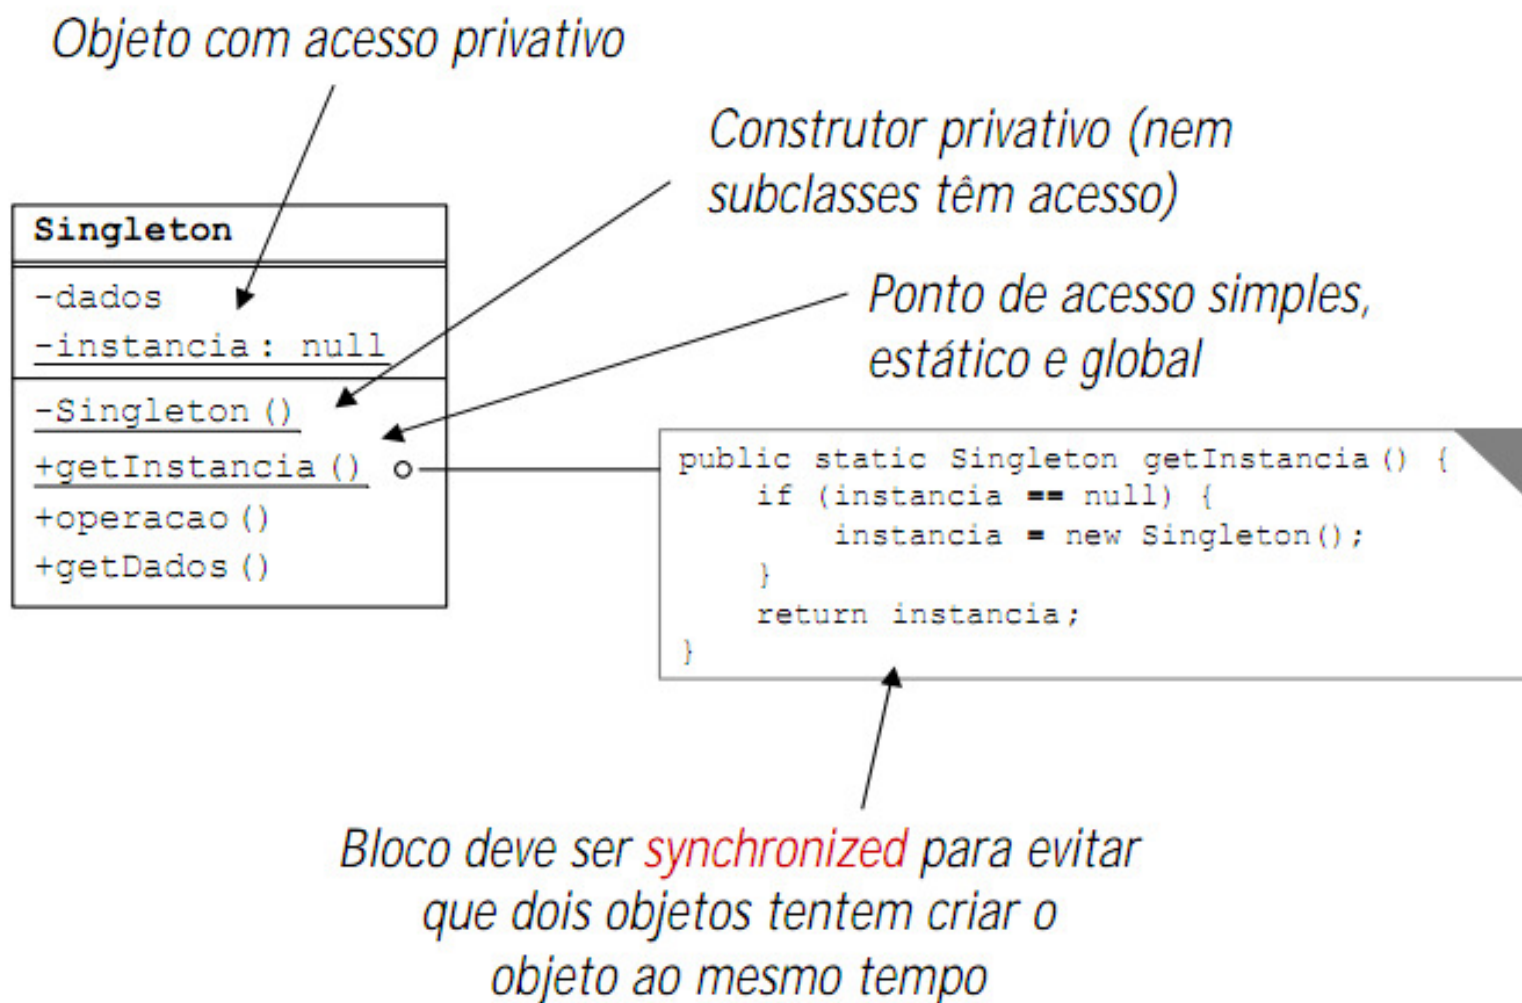 Objeto com acesso privativo
Construtor privativo (nem
subclasses têm acesso)
Singleton
-dados
-instancia: null
-Singleton()
+getInstancia()
+operacao()
+getDados()
Ponto de acesso simples,
estático e global
public static Singleton getInstancia() {
if (instancia == null) {
instancia = new Singleton();
}
return instancia;
}
Bloco deve ser synchronized para evitar
que dois objetos tentem criar o
objeto ao mesmo tempo